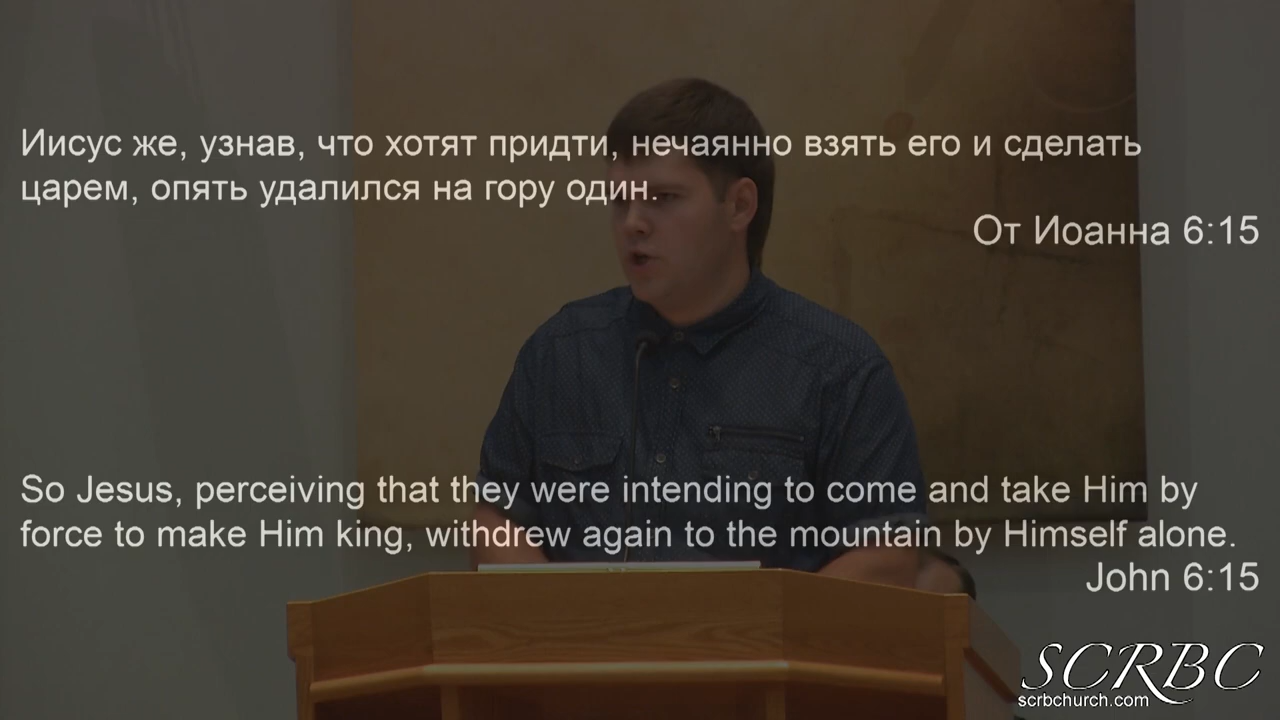 Иисус же, узнав, что хотят придти, нечаянно взять его и сделать
царем, опять удалился на гору один.
От Иоанна 6:15
So Jesus, perceiving that they were intending to come and take Him by
force to make Him king, withdrew again to the mountain by Himself alone.
John 6:15
SCRBC
scrbchurch.com